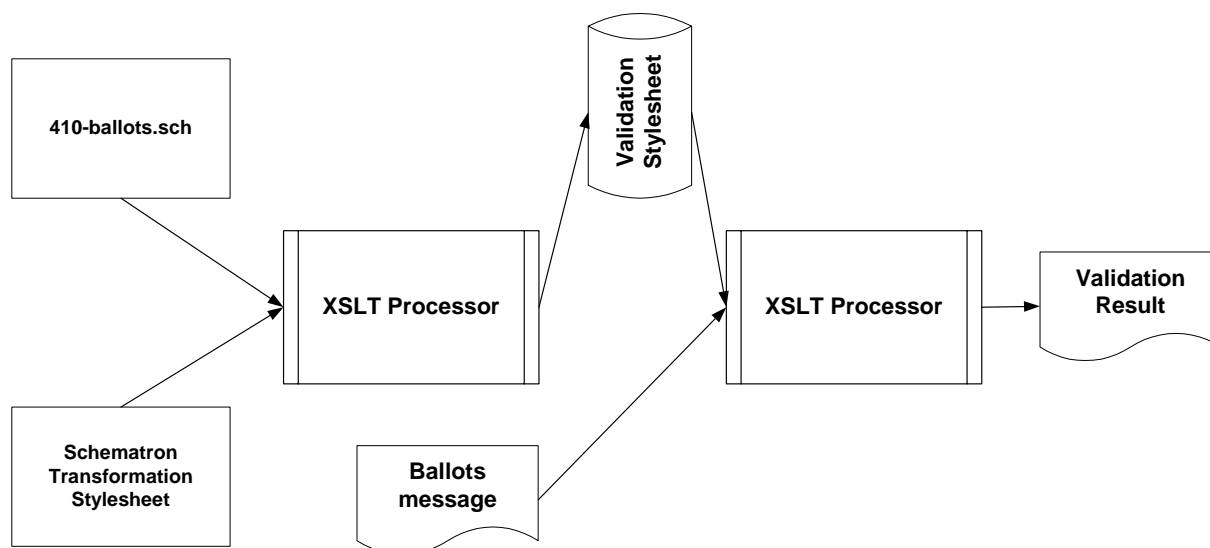 410-ballots.sch
Schematron
Transformation
Stylesheet
XSLT Processor
Validation
Stylesheet
Ballots
message
XSLT Processor
Validation
Result